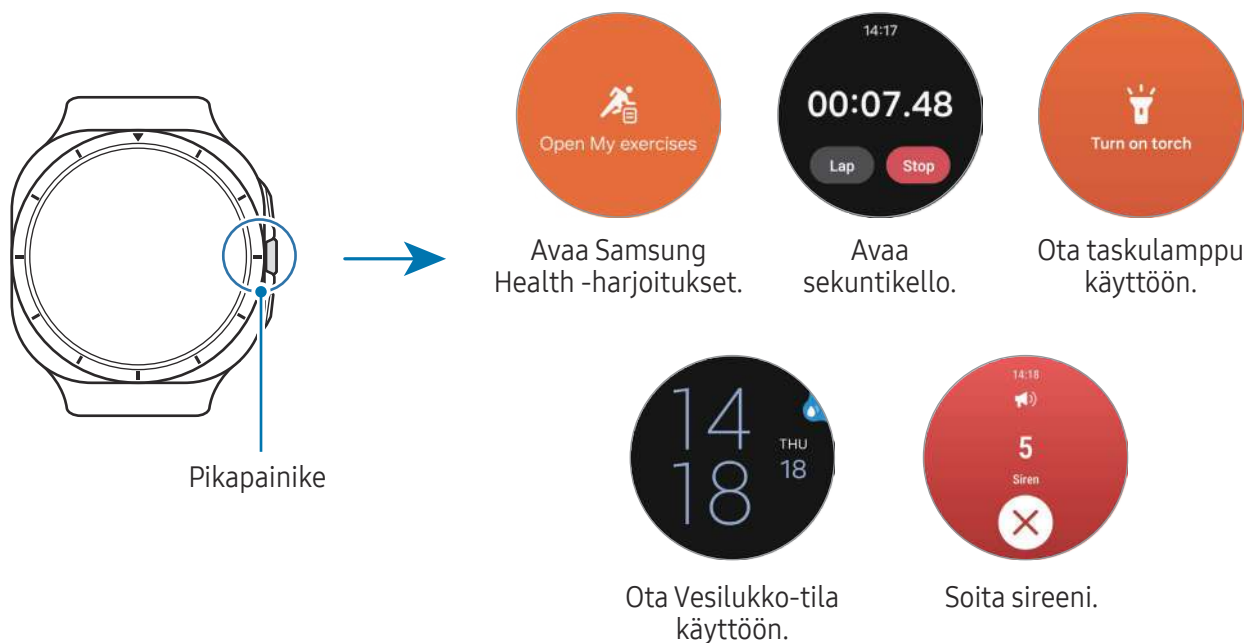 Open My exercises
Avaa Samsung
Health -harjoitukset.
14:17
00:07.48
Lap
Stop
Avaa
sekuntikello.
Turn on torch
Ota taskulamppu
käyttöön.
Pikapainike
14
18
THU
18
Ota Vesilukko-tila
käyttöön.
14:18
5
Siren
Soita sireeni.